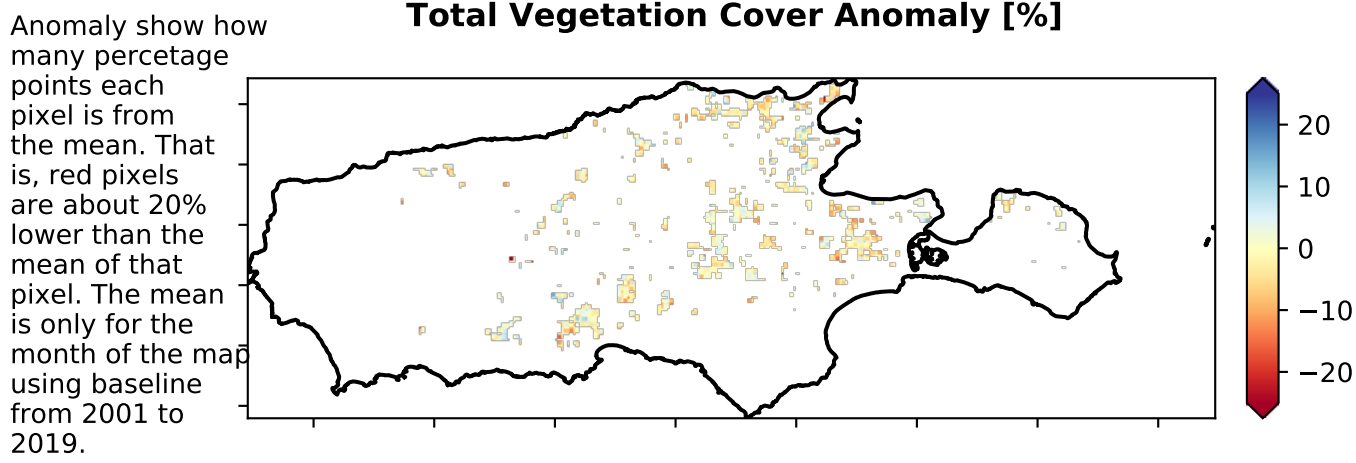 Total Vegetation Cover Anomaly [%]
Anomaly show how
many percetage
points each
pixel is from
the mean. That
is, red pixels
are about 20%
lower than the
mean of that
pixel. The mean
is only for the
month of the map
using baseline
from 2001 to
2019.
20
10
0
−10
−20